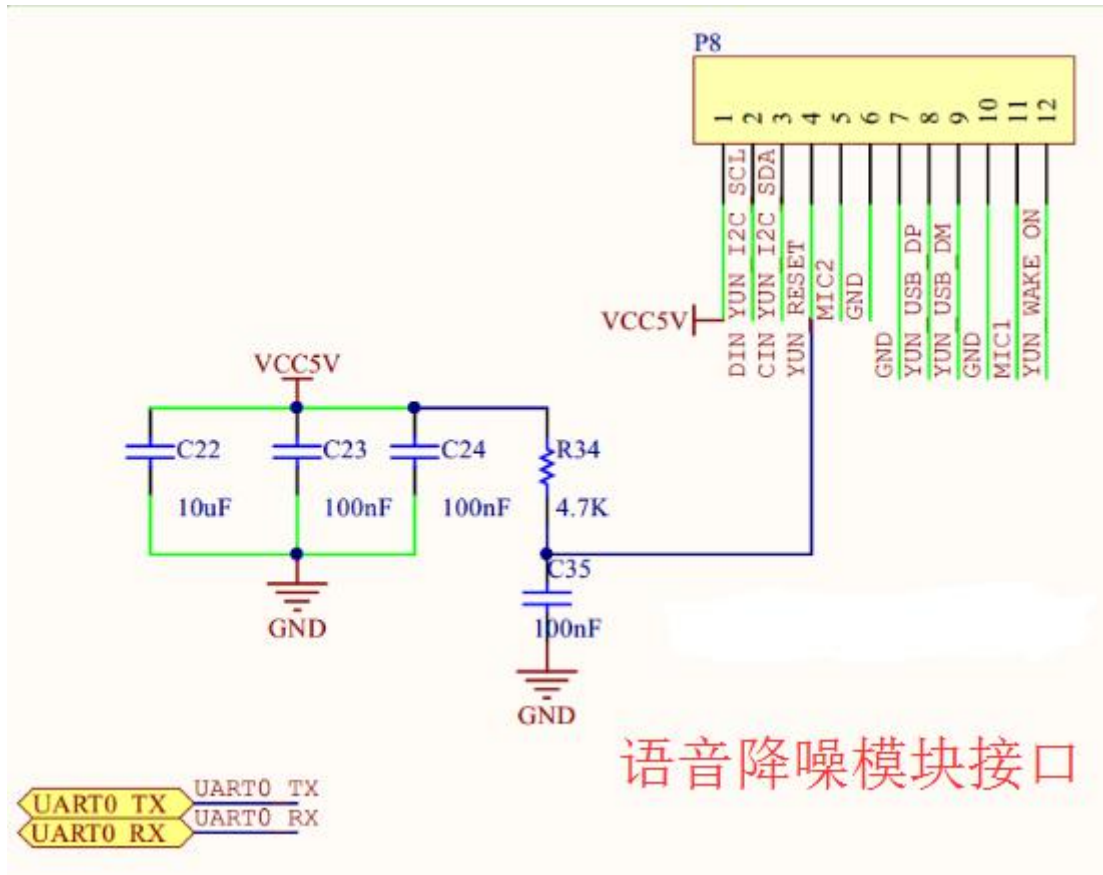 P8
1 2 3 4 5 6 7 8 9 10 11 12
DIN YUN I2C SCL
CIN YUN I2C SDA
YUN RESET
MIC2
GND
GND
YUN USB DP
YUN USB DM
GND
MIC1
YUN WAKE ON
VCC5V
VCC5V
C22
10uF
C23
100nF
C24
100nF
R34
4.7K
C35
100nF
GND
GND
语音降噪模块接口
UART0 TX
UART0 TX
UART0 RX
UART0 RX